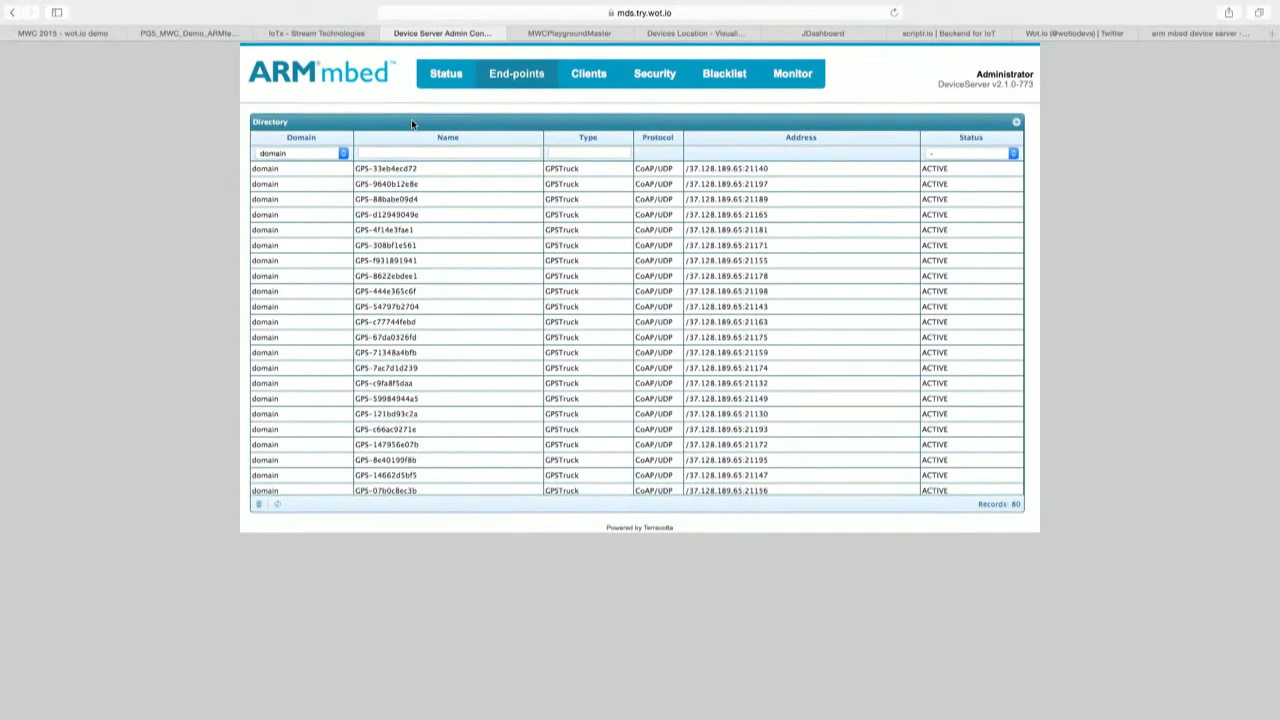 mds.try.wot.io
MWC 2015 - wot.io demo
PG5_MWC_Demo_ARMte...
IoTx - Stream Technologies
Device Server Admin Con...
MWCPlaygroundMaster
Devices Location - Visuali...
JDashboard
scriptr.io | Backend for IoT
Wot.io (@wotiodevs) | Twitter
arm mbed device server -...
ARM®mbed™
Status End-points Clients Security Blacklist Monitor
Administrator
DeviceServer v2.1.0-773
Directory
Domain Name Type Protocol Address Status
domain -
domain GPS-33eb4ecd72 GPSTruck CoAP/UDP /37.128.189.65:21140 ACTIVE
domain GPS-9640b12e8e GPSTruck CoAP/UDP /37.128.189.65:21197 ACTIVE
domain GPS-88babe09d4 GPSTruck CoAP/UDP /37.128.189.65:21189 ACTIVE
domain GPS-d12949049e GPSTruck CoAP/UDP /37.128.189.65:21165 ACTIVE
domain GPS-4f14e3fae1 GPSTruck CoAP/UDP /37.128.189.65:21181 ACTIVE
domain GPS-308bf1e561 GPSTruck CoAP/UDP /37.128.189.65:21171 ACTIVE
domain GPS-f931891941 GPSTruck CoAP/UDP /37.128.189.65:21155 ACTIVE
domain GPS-8622ebdee1 GPSTruck CoAP/UDP /37.128.189.65:21178 ACTIVE
domain GPS-444e365c6f GPSTruck CoAP/UDP /37.128.189.65:21198 ACTIVE
domain GPS-54797b2704 GPSTruck CoAP/UDP /37.128.189.65:21143 ACTIVE
domain GPS-c77744febd GPSTruck CoAP/UDP /37.128.189.65:21163 ACTIVE
domain GPS-67da0326fd GPSTruck CoAP/UDP /37.128.189.65:21175 ACTIVE
domain GPS-71348a4bfb GPSTruck CoAP/UDP /37.128.189.65:21159 ACTIVE
domain GPS-7ac7d1d239 GPSTruck CoAP/UDP /37.128.189.65:21174 ACTIVE
domain GPS-c9fa8f5daa GPSTruck CoAP/UDP /37.128.189.65:21132 ACTIVE
domain GPS-59984944a5 GPSTruck CoAP/UDP /37.128.189.65:21149 ACTIVE
domain GPS-121bd93c2a GPSTruck CoAP/UDP /37.128.189.65:21130 ACTIVE
domain GPS-c66ac9271e GPSTruck CoAP/UDP /37.128.189.65:21193 ACTIVE
domain GPS-147956e07b GPSTruck CoAP/UDP /37.128.189.65:21172 ACTIVE
domain GPS-8e40199f8b GPSTruck CoAP/UDP /37.128.189.65:21195 ACTIVE
domain GPS-14662d5bf5 GPSTruck CoAP/UDP /37.128.189.65:21147 ACTIVE
domain GPS-07b0c8ec3b GPSTruck CoAP/UDP /37.128.189.65:21156 ACTIVE
Records: 80
Powered by Terracotta